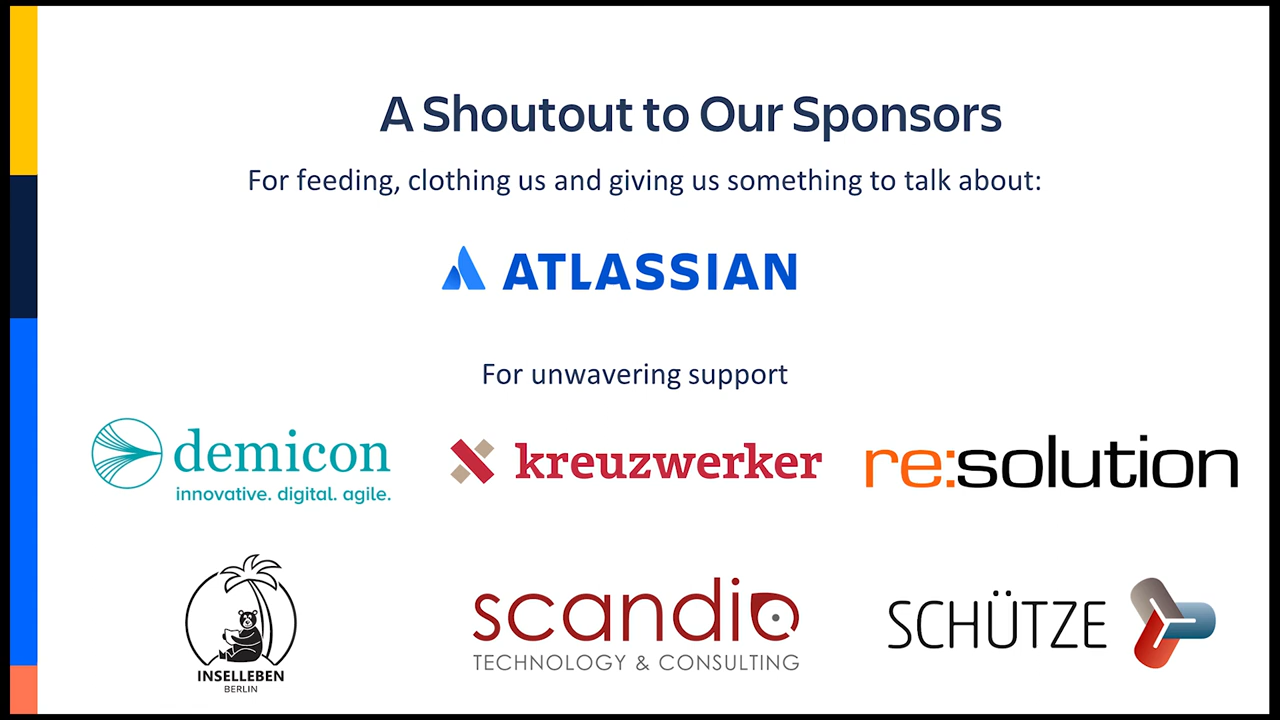 A Shoutout to Our Sponsors
For feeding, clothing us and giving us something to talk about:
ATLASSIAN
For unwavering support
demicon
innovative. digital. agile.
kreuzwerker
re:solution
INSELLEBEN
BERLIN
scandio
TECHNOLOGY & CONSULTING
SCHÜTZE